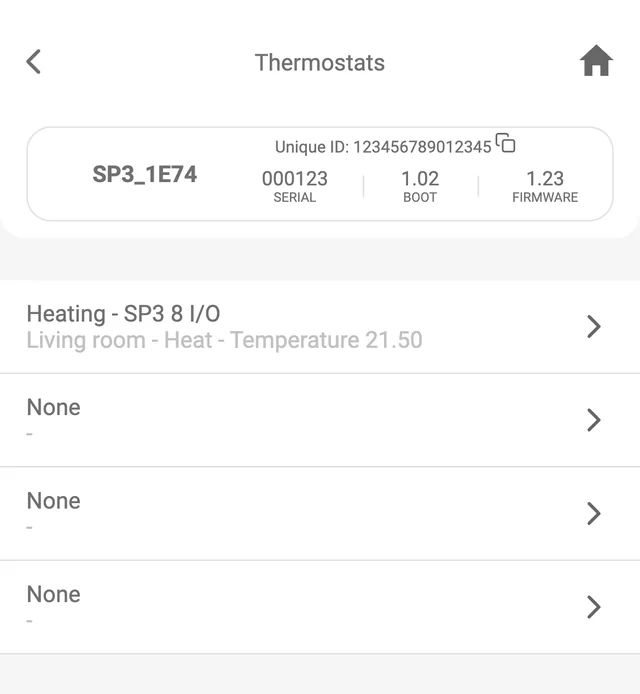 Thermostats
SP3_1E74
Unique ID: 123456789012345
000123 1.02 1.23
SERIAL BOOT FIRMWARE
Heating - SP3 8 I/O
Living room - Heat - Temperature 21.50
None
-
None
-
None
-